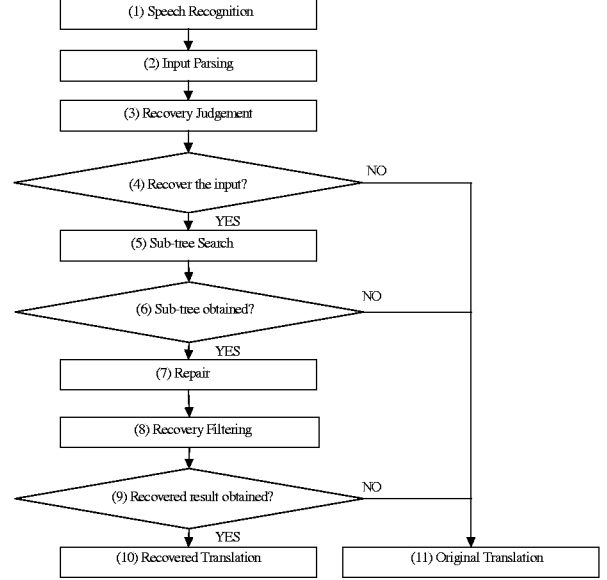 (1) Speech Recognition
(2) Input Parsing
(3) Recovery Judgement
(4) Recover the input?
NO
YES
(5) Sub-tree Search
(6) Sub-tree obtained?
NO
YES
(7) Repair
(8) Recovery Filtering
(9) Recovered result obtained?
NO
YES
(10) Recovered Translation
(11) Original Translation